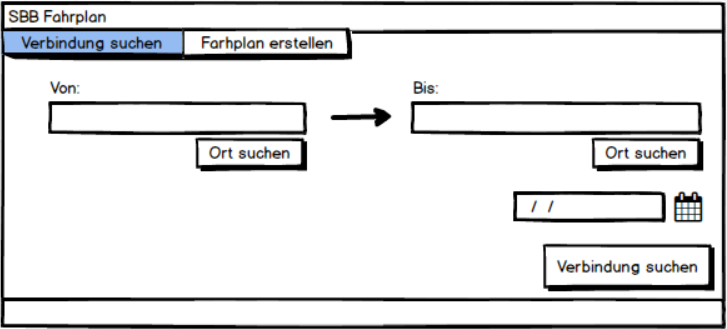 SBB Fahrplan
Verbindung suchen Farhplan erstellen
Von: Bis:
Ort suchen Ort suchen
/ /
Verbindung suchen